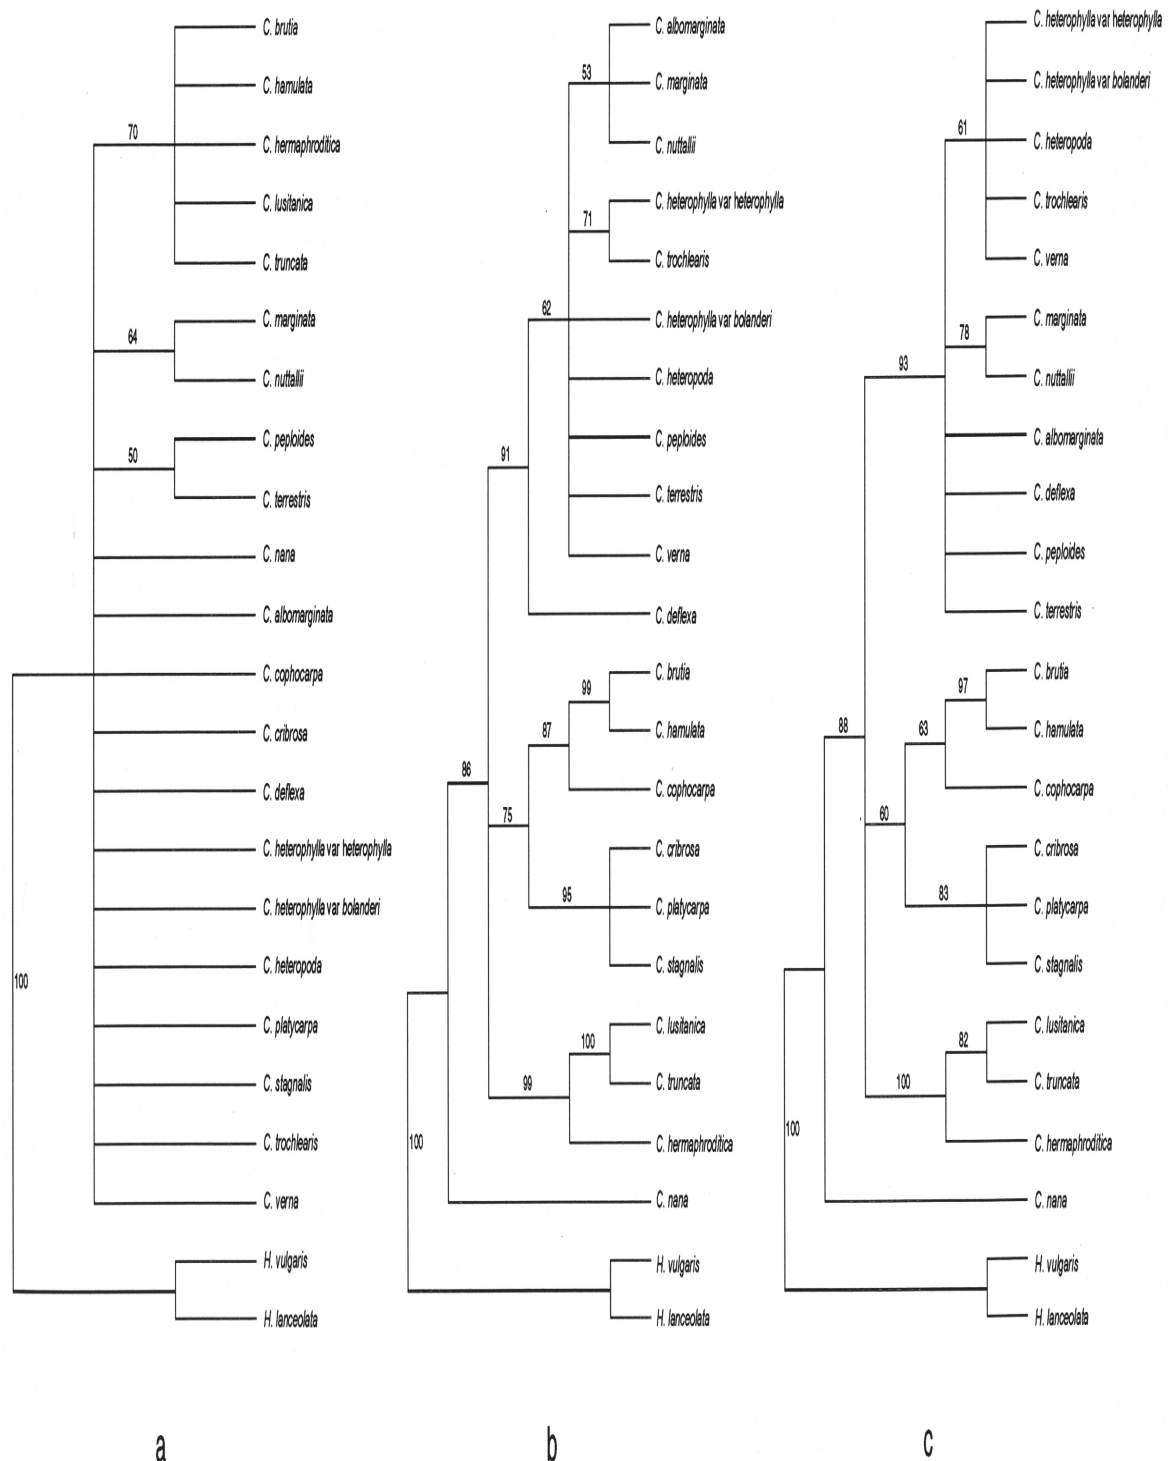 C. brutia
C. hamulata
70
C. hermaphroditica
C. lusitanica
C. truncata
C. marginata
64
C. nuttallii
C. peploides
50
C. terrestris
C. nana
C. albomarginata
C. cophocarpa
C. cribrosa
C. deflexa
C. heterophylla var heterophylla
C. heterophylla var bolanderi
C. heteropoda
100
C. platycarpa
C. stagnalis
C. trochlearis
C. verna
H. vulgaris
H. lanceolata
a
C. albomarginata
53
C. marginata
C. nuttallii
C. heterophylla var heterophylla
71
C. trochlearis
62
C. heterophylla var bolanderi
C. heteropoda
C. peploides
91
C. terrestris
C. verna
C. deflexa
C. brutia
99
C. hamulata
87
86
C. cophocarpa
75
C. cribrosa
95
C. platycarpa
C. stagnalis
C. lusitanica
100
C. truncata
99
C. hermaphroditica
100
C. nana
H. vulgaris
H. lanceolata
b
C. heterophylla var heterophylla
C. heterophylla var bolanderi
61
C. heteropoda
C. trochlearis
C. verna
C. marginata
78
93
C. nuttallii
C. albomarginata
C. deflexa
C. peploides
C. terrestris
C. brutia
97
88
63
C. hamulata
C. cophocarpa
60
C. cribrosa
83
C. platycarpa
C. stagnalis
C. lusitanica
82
C. truncata
100
100
C. hermaphroditica
C. nana
H. vulgaris
H. lanceolata
c